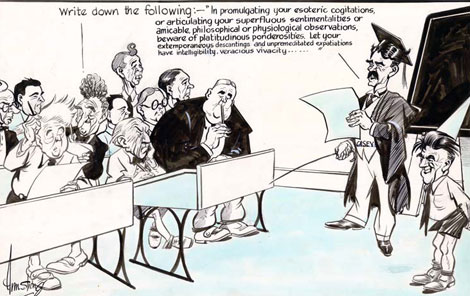 Write down the following:- "In promulgating your esoteric cogitations,
or articulating your superfluous sentimentalities or
amicable, philosophical or physiological observations,
beware of platitudinous ponderosities. Let your
extemporaneous descantings and unpremeditated expatiations
have intelligibility, veracious vivacity......"
CASEY
Armstrong